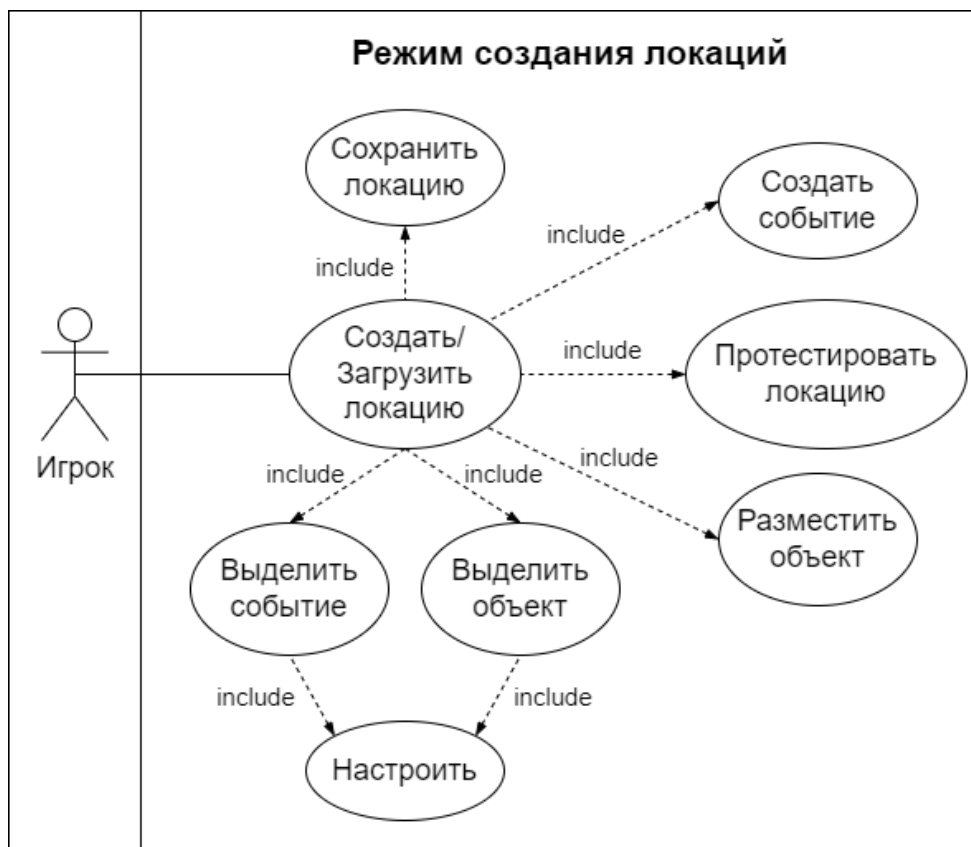 Режим создания локаций
Сохранить
локацию
Создать
событие
include
include
Создать/
Загрузить
локацию
include
Протестировать
локацию
Игрок
include
include
include
Разместить
объект
Выделить
событие
Выделить
объект
include
include
Настроить